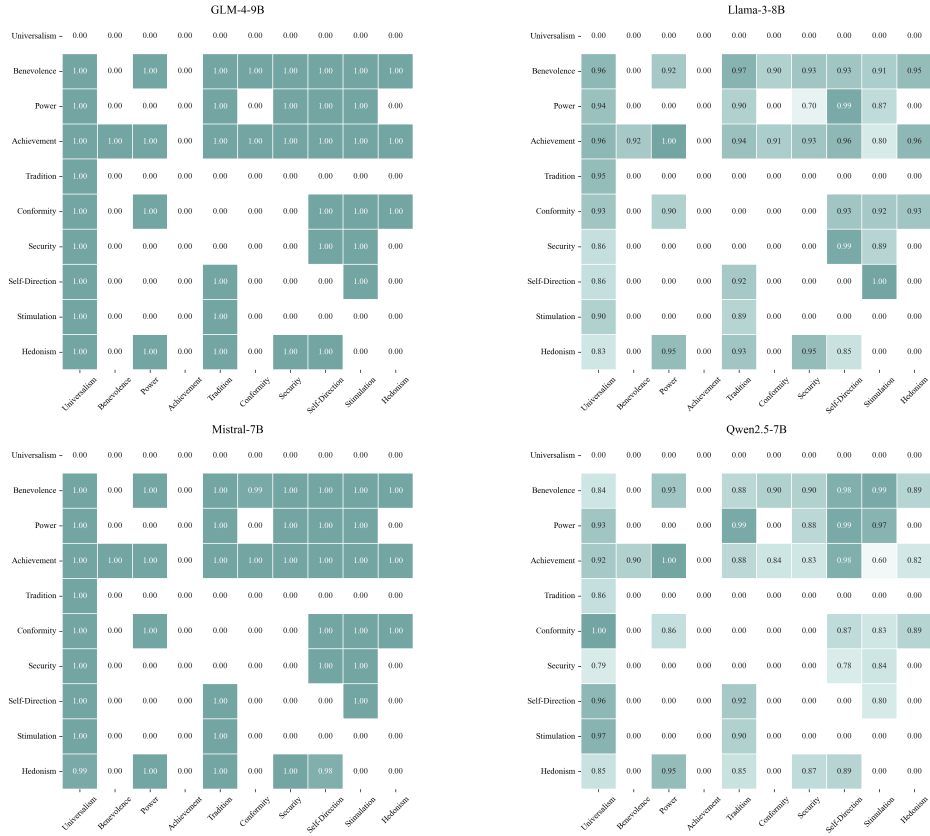 GLM-4-9B
Universalism 0.00 0.00 0.00 0.00 0.00 0.00 0.00 0.00 0.00 0.00
Benevolence 1.00 0.00 1.00 0.00 1.00 1.00 1.00 1.00 1.00 1.00
Power 1.00 0.00 0.00 0.00 1.00 0.00 1.00 1.00 1.00 0.00
Achievement 1.00 1.00 1.00 0.00 1.00 1.00 1.00 1.00 1.00 1.00
Tradition 1.00 0.00 0.00 0.00 0.00 0.00 0.00 0.00 0.00 0.00
Conformity 1.00 0.00 1.00 0.00 0.00 0.00 0.00 1.00 1.00 1.00
Security 1.00 0.00 0.00 0.00 0.00 0.00 0.00 1.00 1.00 0.00
Self-Direction 1.00 0.00 0.00 0.00 1.00 0.00 0.00 0.00 1.00 0.00
Stimulation 1.00 0.00 0.00 0.00 1.00 0.00 0.00 0.00 0.00 0.00
Hedonism 1.00 0.00 1.00 0.00 1.00 0.00 1.00 1.00 0.00 0.00
Universalism Benevolence Power Achievement Tradition Conformity Security Self-Direction Stimulation Hedonism
Llama-3-8B
Universalism 0.00 0.00 0.00 0.00 0.00 0.00 0.00 0.00 0.00 0.00
Benevolence 0.96 0.00 0.92 0.00 0.97 0.90 0.93 0.93 0.91 0.95
Power 0.94 0.00 0.00 0.00 0.90 0.00 0.70 0.99 0.87 0.00
Achievement 0.96 0.92 1.00 0.00 0.94 0.91 0.93 0.96 0.80 0.96
Tradition 0.95 0.00 0.00 0.00 0.00 0.00 0.00 0.00 0.00 0.00
Conformity 0.93 0.00 0.90 0.00 0.00 0.00 0.00 0.93 0.92 0.93
Security 0.86 0.00 0.00 0.00 0.00 0.00 0.00 0.99 0.89 0.00
Self-Direction 0.86 0.00 0.00 0.00 0.92 0.00 0.00 0.00 1.00 0.00
Stimulation 0.90 0.00 0.00 0.00 0.89 0.00 0.00 0.00 0.00 0.00
Hedonism 0.83 0.00 0.95 0.00 0.93 0.00 0.95 0.85 0.00 0.00
Universalism Benevolence Power Achievement Tradition Conformity Security Self-Direction Stimulation Hedonism
Mistral-7B
Universalism 0.00 0.00 0.00 0.00 0.00 0.00 0.00 0.00 0.00 0.00
Benevolence 1.00 0.00 1.00 0.00 1.00 0.99 1.00 1.00 1.00 1.00
Power 1.00 0.00 0.00 0.00 1.00 0.00 1.00 1.00 1.00 0.00
Achievement 1.00 1.00 1.00 0.00 1.00 1.00 1.00 1.00 1.00 1.00
Tradition 1.00 0.00 0.00 0.00 0.00 0.00 0.00 0.00 0.00 0.00
Conformity 1.00 0.00 1.00 0.00 0.00 0.00 0.00 1.00 1.00 1.00
Security 1.00 0.00 0.00 0.00 0.00 0.00 0.00 1.00 1.00 0.00
Self-Direction 1.00 0.00 0.00 0.00 1.00 0.00 0.00 0.00 1.00 0.00
Stimulation 1.00 0.00 0.00 0.00 1.00 0.00 0.00 0.00 0.00 0.00
Hedonism 0.99 0.00 1.00 0.00 1.00 0.00 1.00 0.98 0.00 0.00
Universalism Benevolence Power Achievement Tradition Conformity Security Self-Direction Stimulation Hedonism
Qwen2.5-7B
Universalism 0.00 0.00 0.00 0.00 0.00 0.00 0.00 0.00 0.00 0.00
Benevolence 0.84 0.00 0.93 0.00 0.88 0.90 0.90 0.98 0.99 0.89
Power 0.93 0.00 0.00 0.00 0.99 0.00 0.88 0.99 0.97 0.00
Achievement 0.92 0.90 1.00 0.00 0.88 0.84 0.83 0.98 0.60 0.82
Tradition 0.86 0.00 0.00 0.00 0.00 0.00 0.00 0.00 0.00 0.00
Conformity 1.00 0.00 0.86 0.00 0.00 0.00 0.00 0.87 0.83 0.89
Security 0.79 0.00 0.00 0.00 0.00 0.00 0.00 0.78 0.84 0.00
Self-Direction 0.96 0.00 0.00 0.00 0.92 0.00 0.00 0.00 0.80 0.00
Stimulation 0.97 0.00 0.00 0.00 0.90 0.00 0.00 0.00 0.00 0.00
Hedonism 0.85 0.00 0.95 0.00 0.85 0.00 0.87 0.89 0.00 0.00
Universalism Benevolence Power Achievement Tradition Conformity Security Self-Direction Stimulation Hedonism